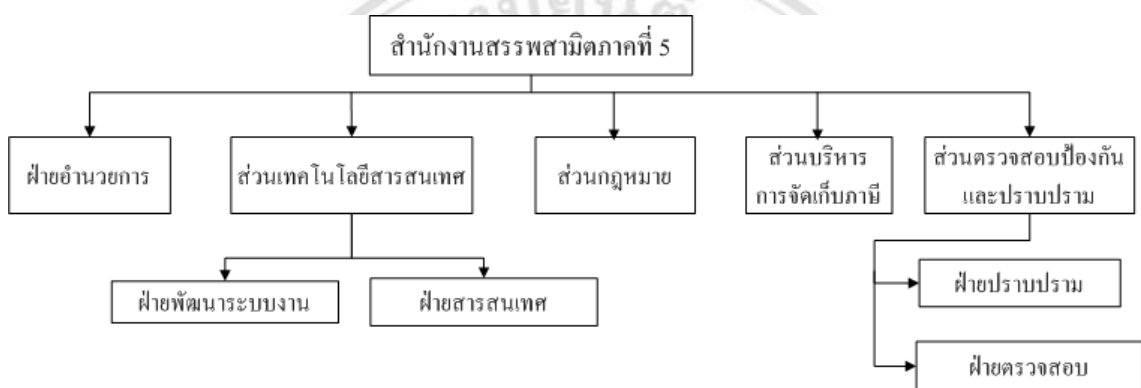 สำนักงานสรรพสามิตภาคที่ 5
ฝ่ายอำนวยการ
ส่วนเทคโนโลยีสารสนเทศ
ส่วนกฎหมาย
ส่วนบริหาร
การจัดเก็บภาษี
ส่วนตรวจสอบป้องกัน
และปราบปราม
ฝ่ายพัฒนาระบบงาน
ฝ่ายสารสนเทศ
ฝ่ายปราบปราม
ฝ่ายตรวจสอบ